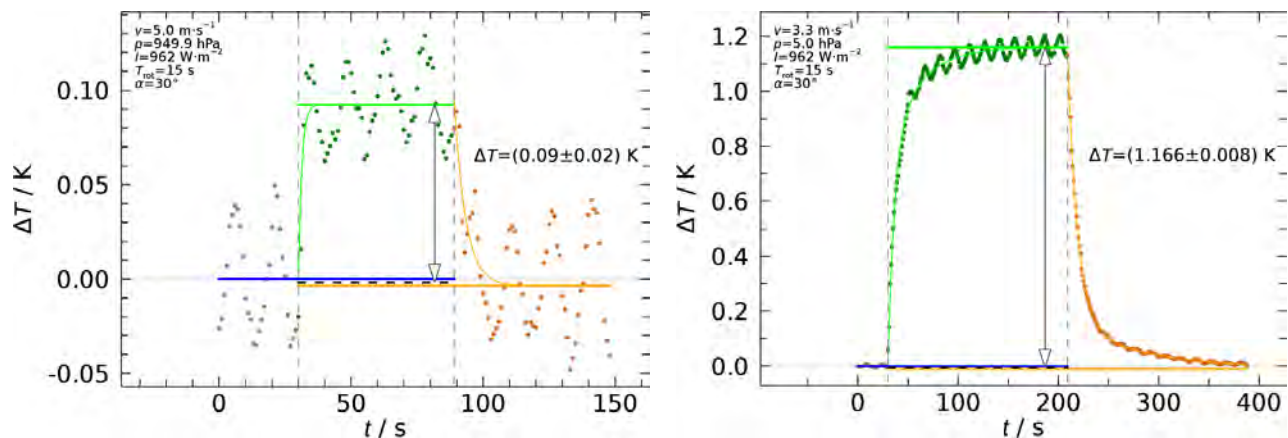 v=5.0 m·s⁻¹
p=949.9 hPa
I=962 W·m⁻²
T_rot=15 s
α=30°
ΔT=(0.09±0.02) K
ΔT / K
0.10
0.05
0.00
-0.05
0 50 100 150
t / s
v=3.3 m·s⁻¹
p=5.0 hPa
I=962 W·m⁻²
T_rot=15 s
α=30°
ΔT=(1.166±0.008) K
ΔT / K
1.2
1.0
0.8
0.6
0.4
0.2
0.0
0 100 200 300 400
t / s